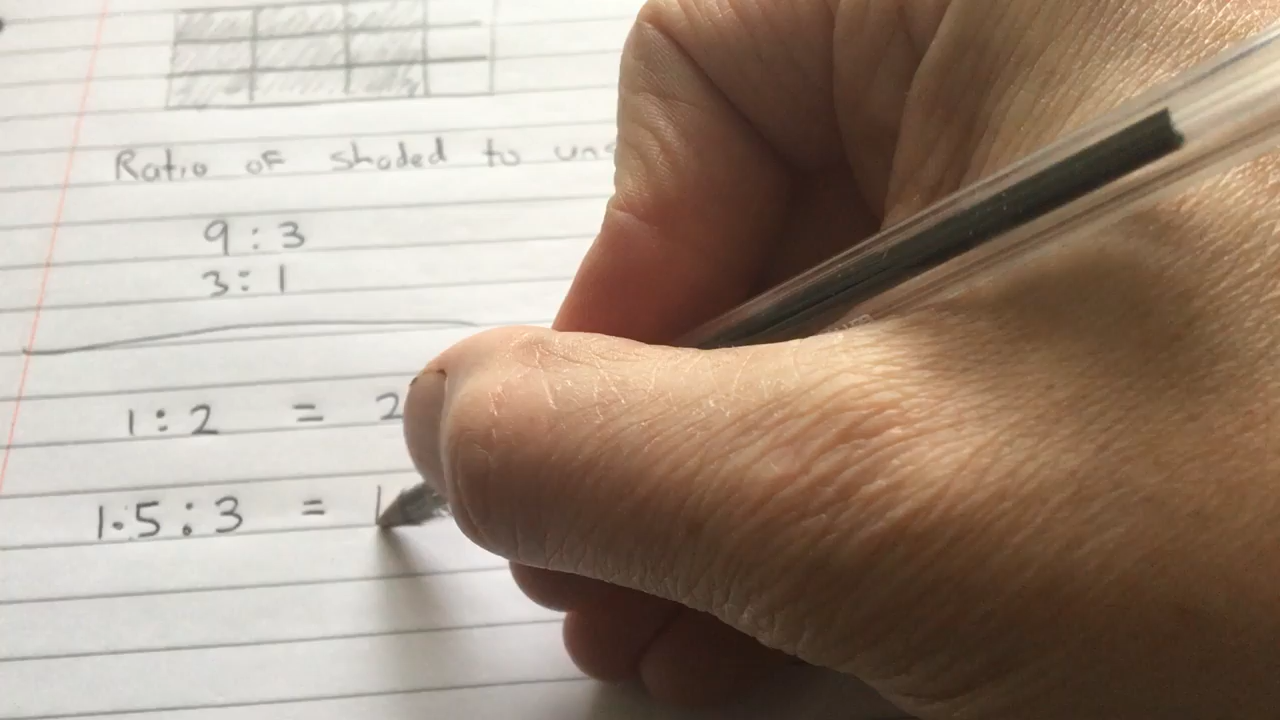 Ratio of shaded to
9 : 3
3 : 1
1 : 2 = 2
1.5 : 3 = 1